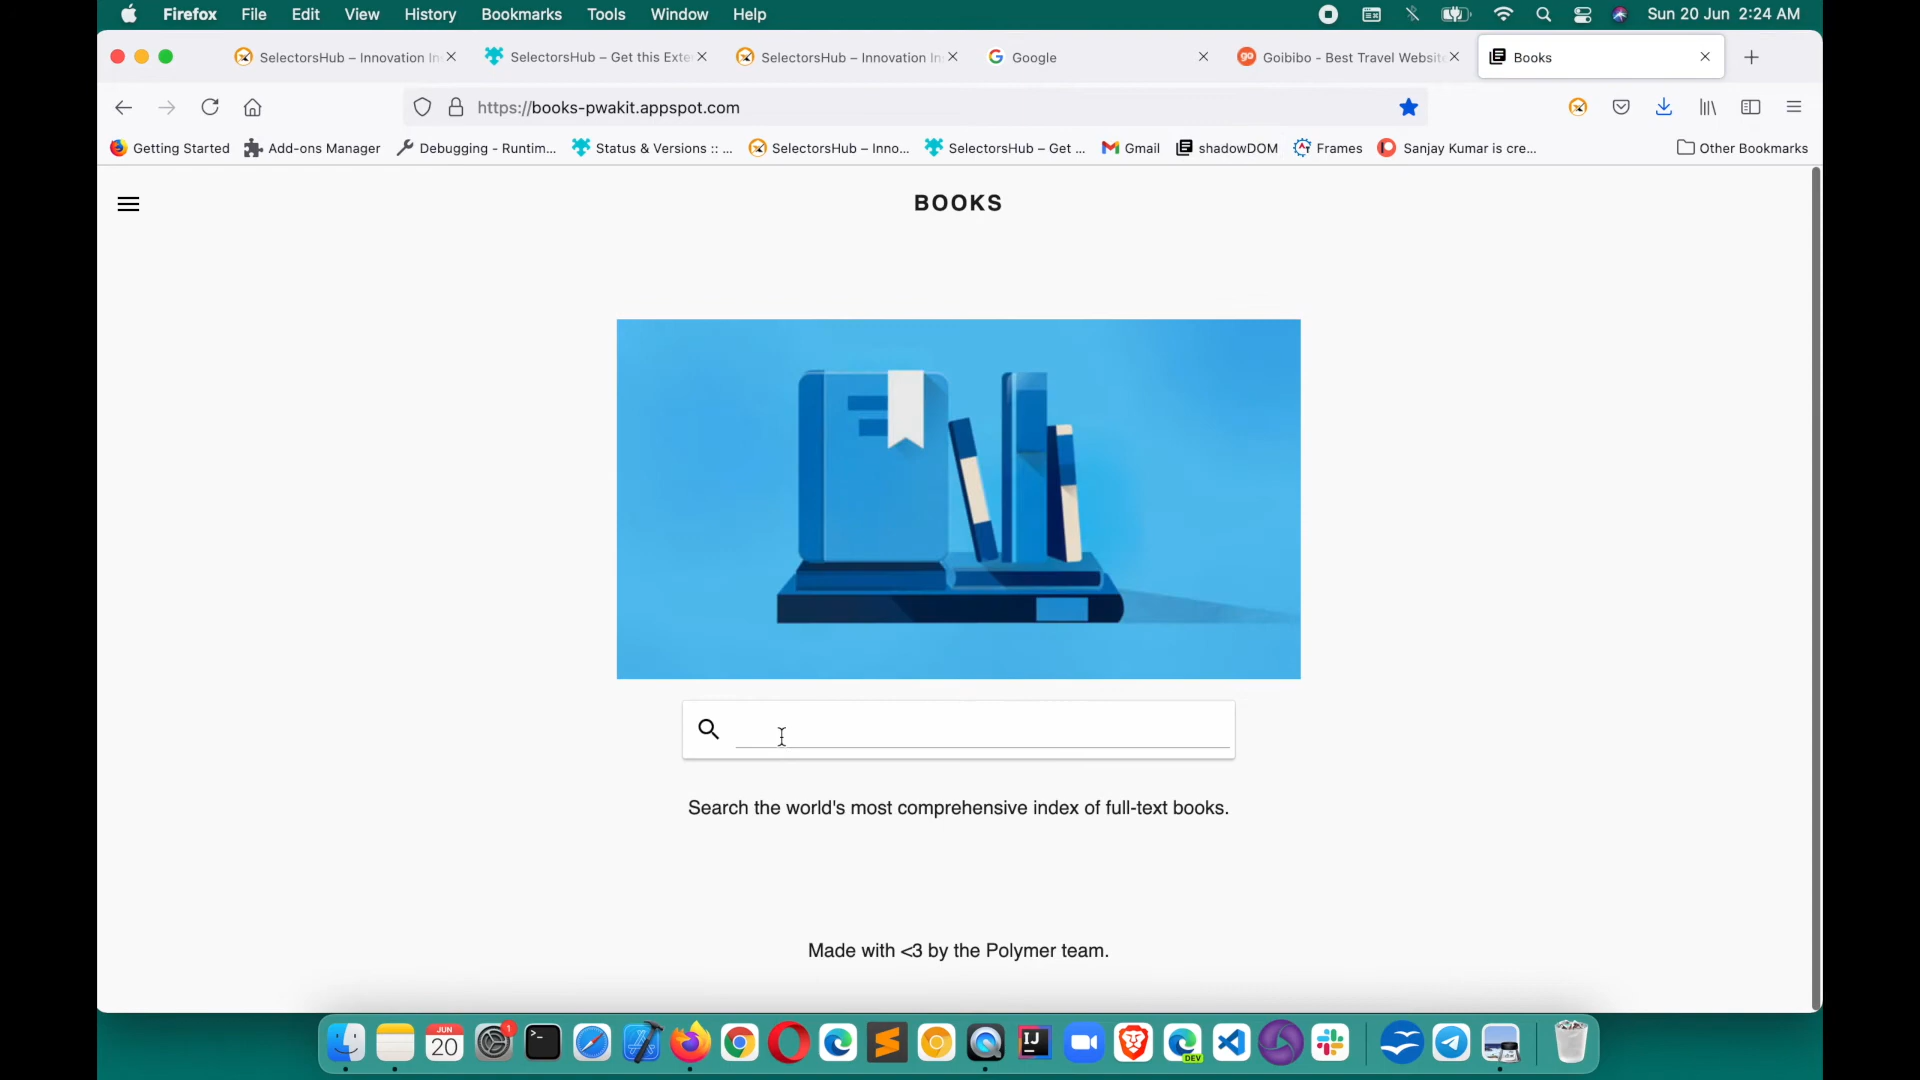 Firefox File Edit View History Bookmarks Tools Window Help Sun 20 Jun 2:24 AM
SelectorsHub – Innovation In SelectorsHub – Get this Exte SelectorsHub – Innovation In Google Goibibo - Best Travel Website Books
https://books-pwakit.appspot.com
Getting Started Add-ons Manager Debugging - Runtim... Status & Versions :: ... SelectorsHub – Inno... SelectorsHub – Get ... Gmail shadowDOM Frames Sanjay Kumar is cre... Other Bookmarks
BOOKS
Search the world's most comprehensive index of full-text books.
Made with <3 by the Polymer team.
JUN 1
20 IJ DEV